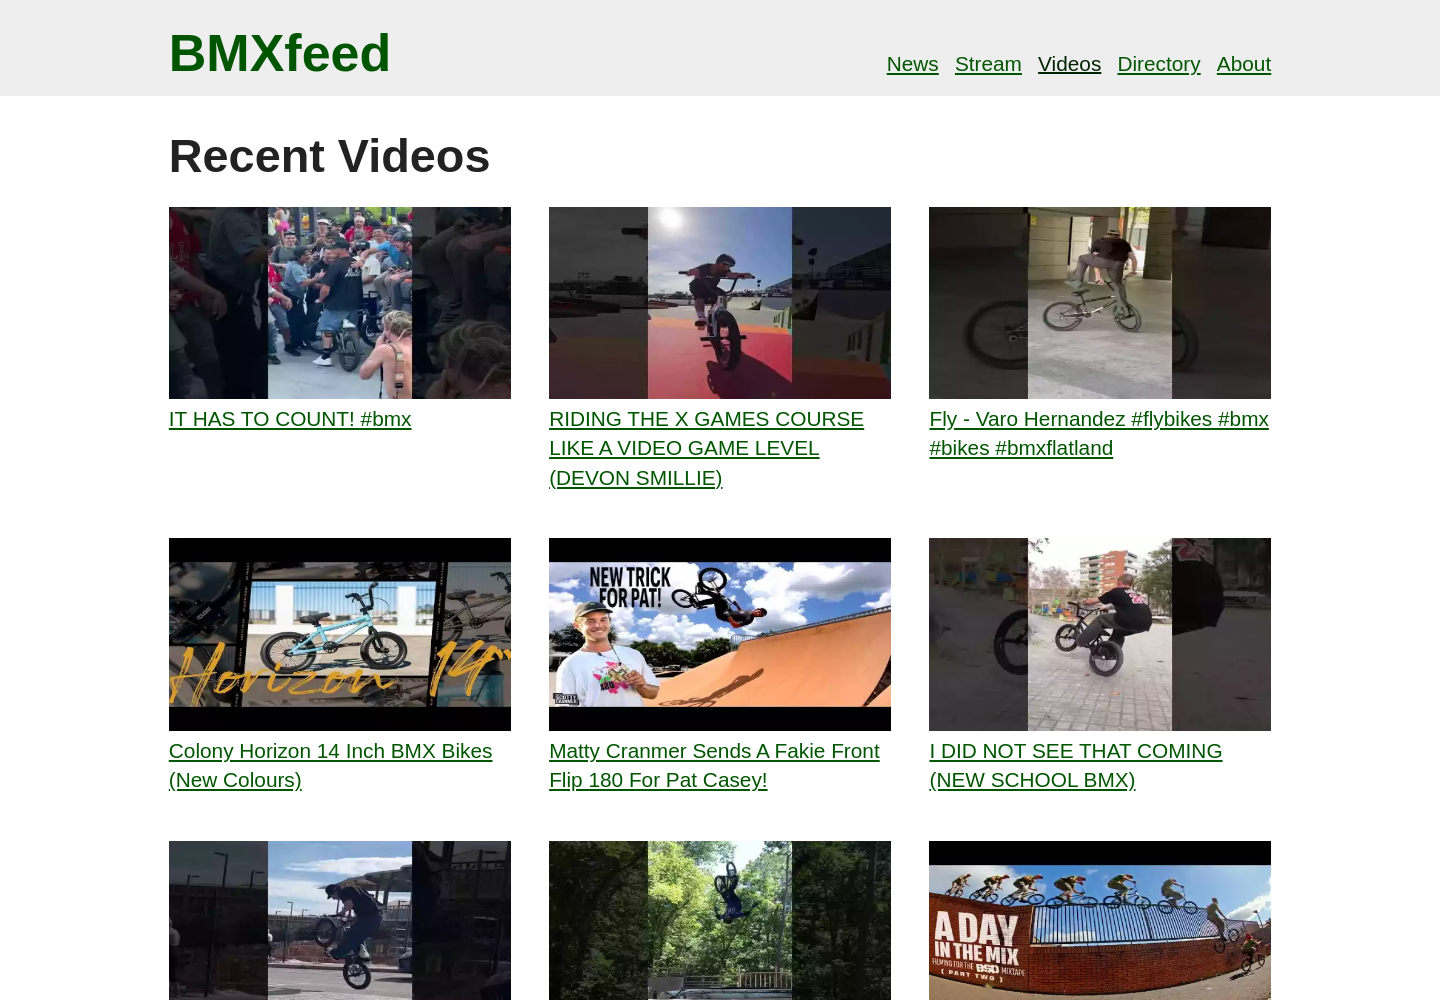 BMXfeed
News Stream Videos Directory About
Recent Videos
IT HAS TO COUNT! #bmx
RIDING THE X GAMES COURSE
LIKE A VIDEO GAME LEVEL
(DEVON SMILLIE)
Fly - Varo Hernandez #flybikes #bmx
#bikes #bmxflatland
Horizon 14"
NEW TRICK
FOR PAT!
SCOTTY
CRANMER
Colony Horizon 14 Inch BMX Bikes
(New Colours)
Matty Cranmer Sends A Fakie Front
Flip 180 For Pat Casey!
I DID NOT SEE THAT COMING
(NEW SCHOOL BMX)
A DAY
IN THE MIX
FILMING FOR THE BSD MIXTAPE
( PART TWO )